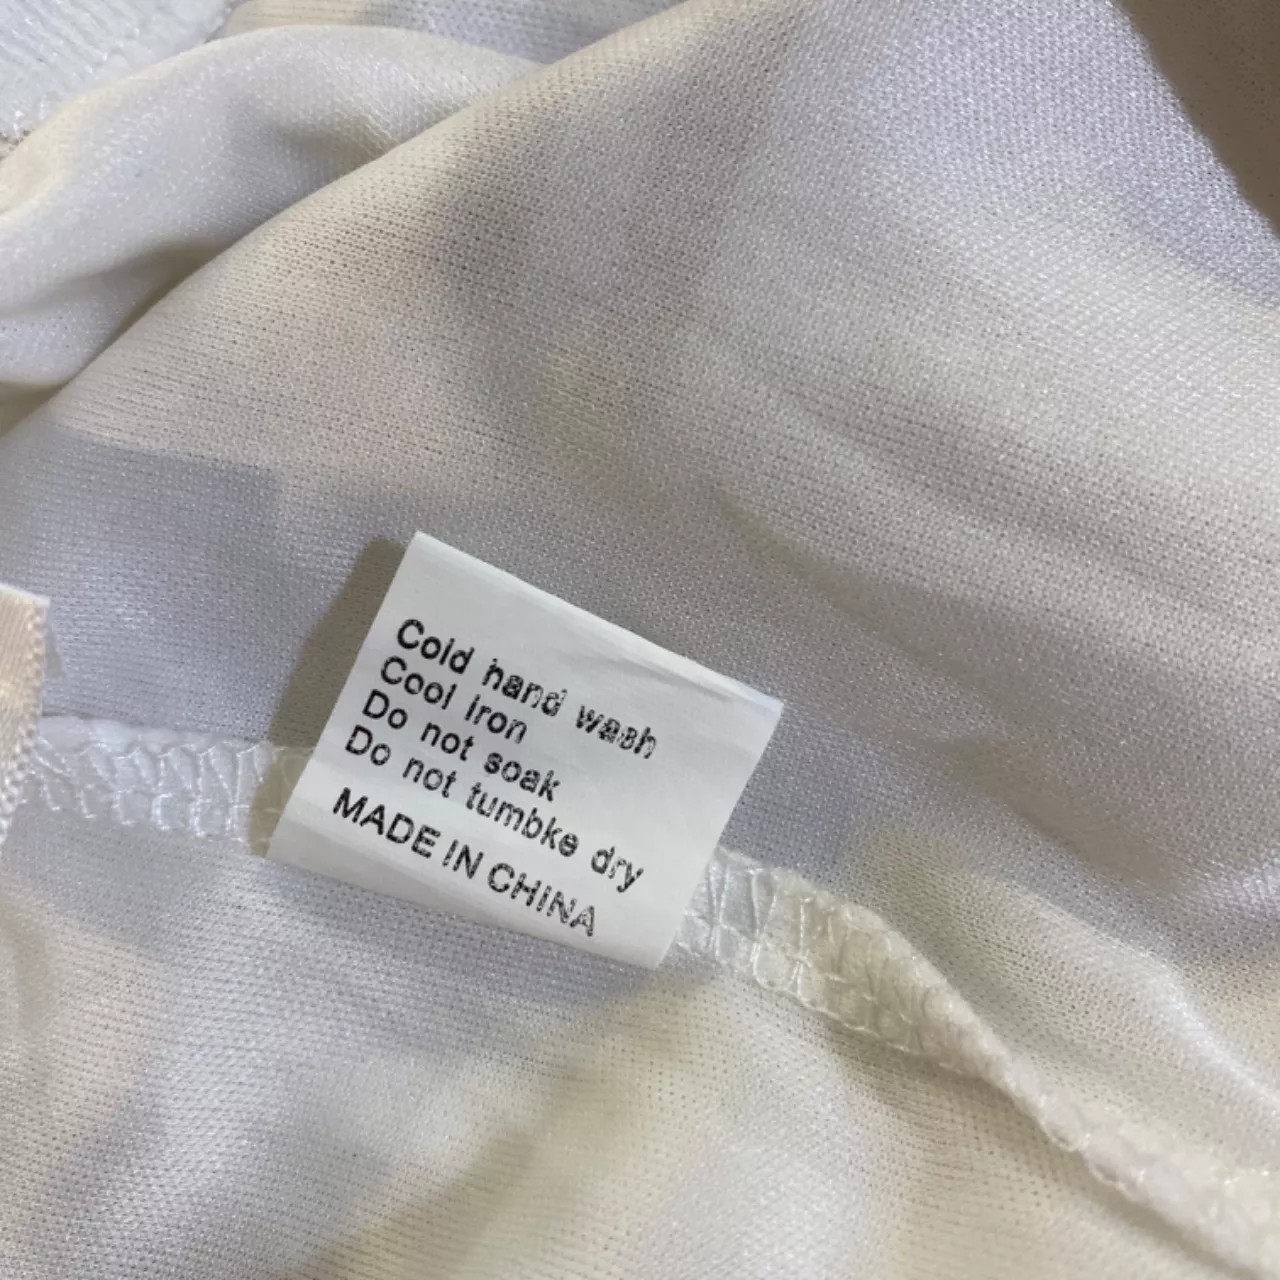 Cold hand wash
Cool iron
Do not soak
Do not tumbke dry
MADE IN CHINA